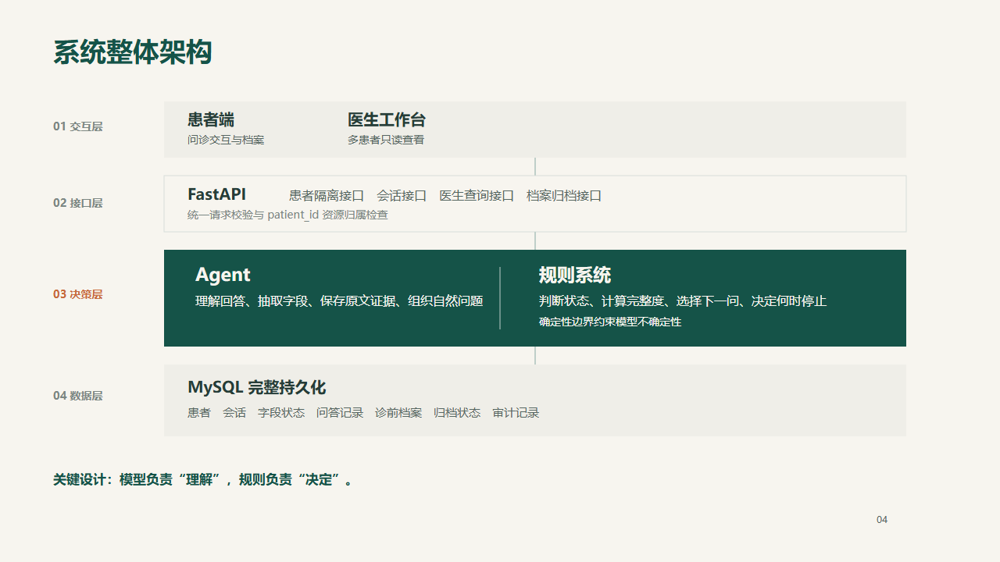 系统整体架构
01 交互层
患者端
医生工作台
问诊交互与档案
多患者只读查看
02 接口层
FastAPI 患者隔离接口 会话接口 医生查询接口 档案归档接口
统一请求校验与 patient_id 资源归属检查
03 决策层
Agent
理解回答、抽取字段、保存原文证据、组织自然问题
规则系统
判断状态、计算完整度、选择下一问、决定何时停止
确定性边界约束模型不确定性
04 数据层
MySQL 完整持久化
患者 会话 字段状态 问答记录 诊前档案 归档状态 审计记录
关键设计：模型负责“理解”，规则负责“决定”。
04